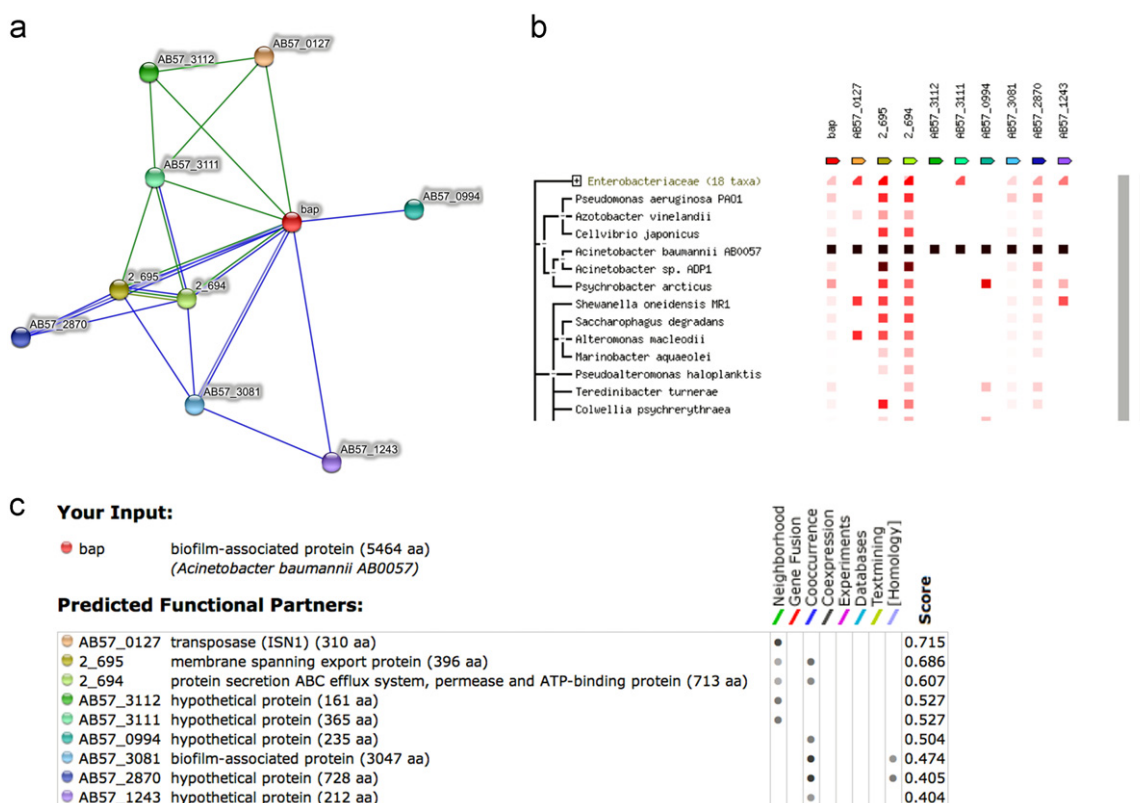 a
AB57_0127
AB57_3112
AB57_3111
bap
AB57_0994
2_695
2_694
AB57_2870
AB57_3081
AB57_1243
b
bap
AB57_0127
2_695
2_694
AB57_3112
AB57_3111
AB57_0994
AB57_3081
AB57_2870
AB57_1243
Enterobacteriaceae (18 taxa)
Pseudomonas aeruginosa PAO1
Azotobacter vinelandii
Cellvibrio japonicus
Acinetobacter baumannii AB0057
Acinetobacter sp. ADP1
Psychrobacter arcticus
Shewanella oneidensis MR1
Saccharophagus degradans
Alteromonas macleodii
Marinobacter aquaeolei
Pseudoalteromonas haloplanktis
Teredinibacter turnerae
Colwellia psychrerythraea
c
Your Input:
bap biofilm-associated protein (5464 aa)
(Acinetobacter baumannii AB0057)
Neighborhood
Gene Fusion
Cooccurrence
Coexpression
Experiments
Databases
Textmining
[Homology]
Score
Predicted Functional Partners:
AB57_0127 transposase (ISN1) (310 aa) 0.715
2_695 membrane spanning export protein (396 aa) 0.686
2_694 protein secretion ABC efflux system, permease and ATP-binding protein (713 aa) 0.607
AB57_3112 hypothetical protein (161 aa) 0.527
AB57_3111 hypothetical protein (365 aa) 0.527
AB57_0994 hypothetical protein (235 aa) 0.504
AB57_3081 biofilm-associated protein (3047 aa) 0.474
AB57_2870 hypothetical protein (728 aa) 0.405
AB57_1243 hypothetical protein (212 aa) 0.404